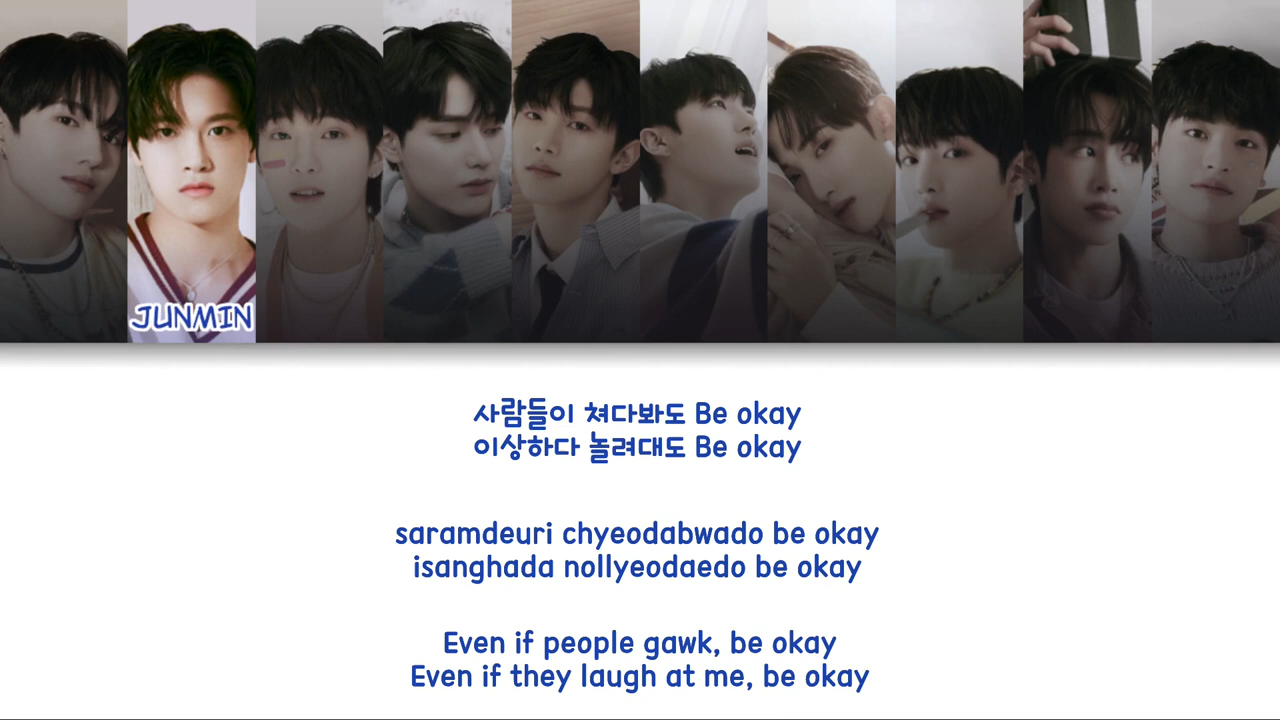 JUNMIN
사람들이 쳐다봐도 Be okay
이상하다 놀려대도 Be okay
saramdeuri chyeodabwado be okay
isanghada nollyeodaedo be okay
Even if people gawk, be okay
Even if they laugh at me, be okay